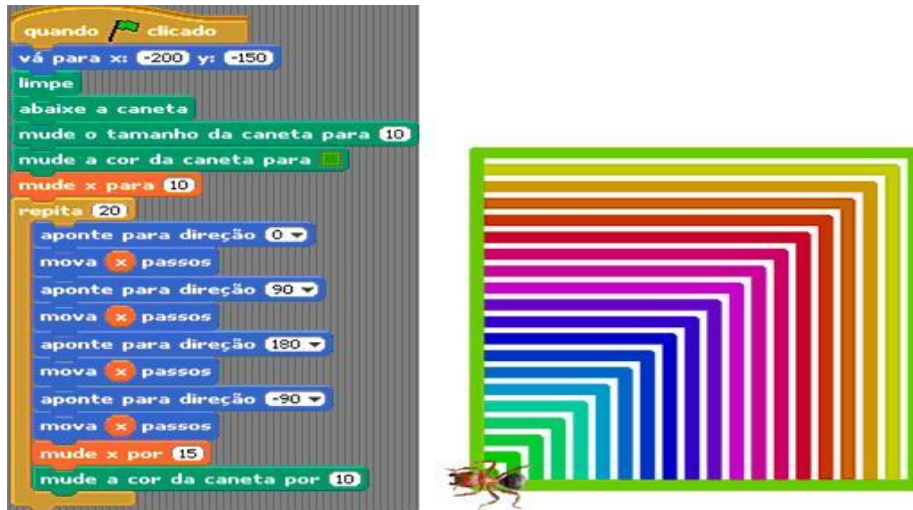 quando clicado
vá para x: -200 y: -150
limpe
abaixe a caneta
mude o tamanho da caneta para 10
mude a cor da caneta para
mude x para 10
repita 20
aponte para direção 0
mova x passos
aponte para direção 90
mova x passos
aponte para direção 180
mova x passos
aponte para direção -90
mova x passos
mude x por 15
mude a cor da caneta por 10